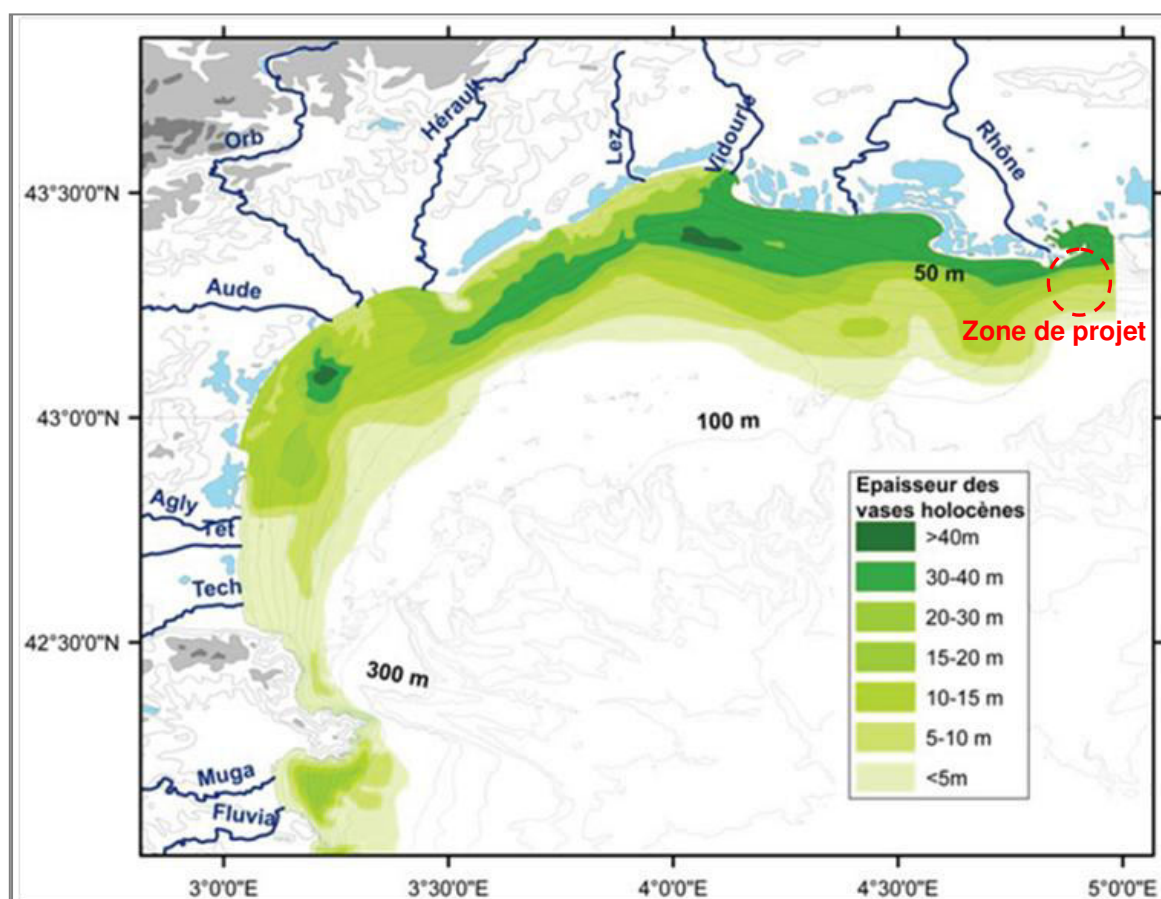 Orb
Hérault
Lez
Vidourle
Rhône
43°3'0"N
50 m
Aude
Zone de projet
43°0'0"N
100 m
Agly
Têt
Tech
42°3'0"N
300 m
Muga
Fluvia
Epaisseur des
vases holocènes
>40m
30-40 m
20-30 m
15-20 m
10-15 m
5-10 m
<5m
3°0'0"E
3°30'0"E
4°0'0"E
4°30'0"E
5°0'0"E